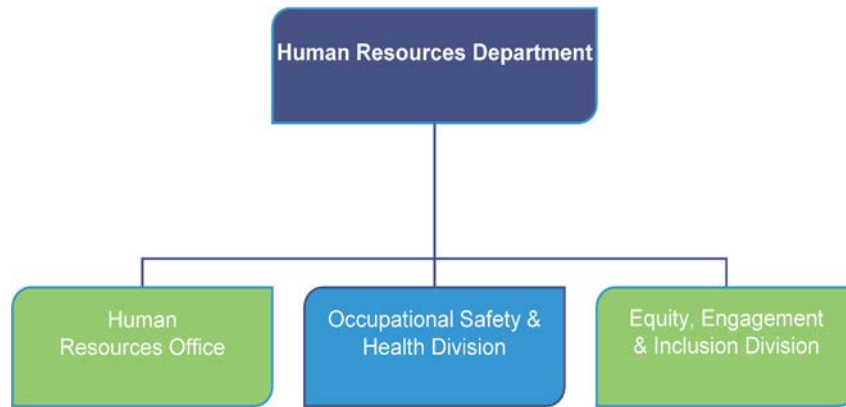 Human Resources Department
Human
Resources Office
Occupational Safety &
Health Division
Equity, Engagement
& Inclusion Division